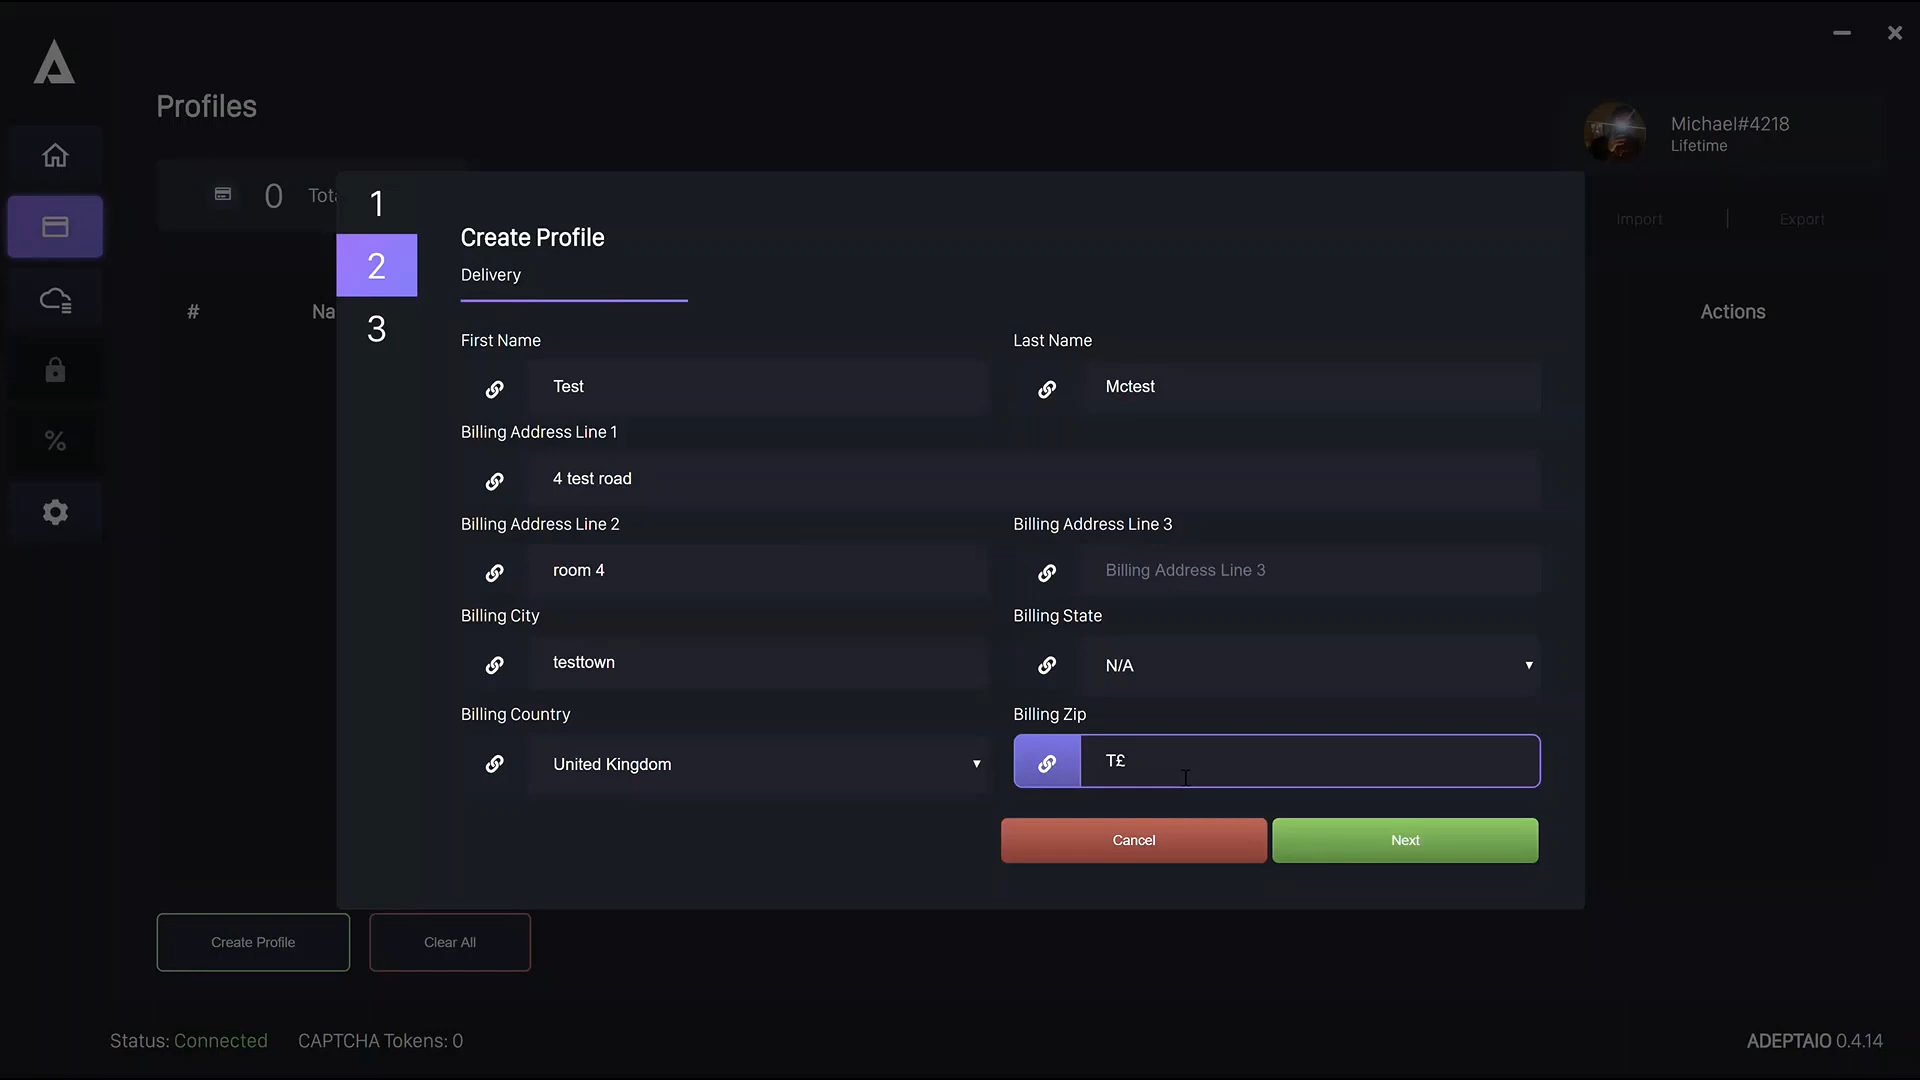 Profiles
Michael#4218
Lifetime
0 Tota
Import | Export
# Na
Actions
1
2
3
Create Profile
Delivery
First Name
Last Name
Test
Mctest
Billing Address Line 1
4 test road
Billing Address Line 2
Billing Address Line 3
room 4
Billing Address Line 3
Billing City
Billing State
testtown
N/A
Billing Country
Billing Zip
United Kingdom
T£
Cancel
Next
Create Profile
Clear All
Status: Connected
CAPTCHA Tokens: 0
ADEPTAIO 0.4.14